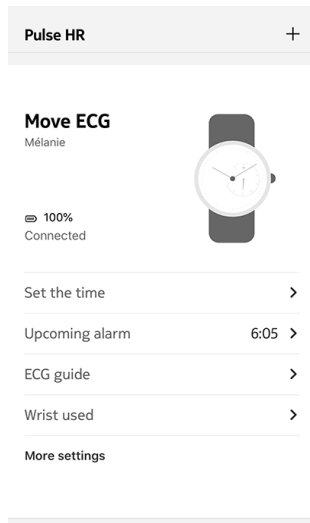 Pulse HR +
Move ECG
Mélanie
100%
Connected
Set the time
Upcoming alarm 6:05
ECG guide
Wrist used
More settings